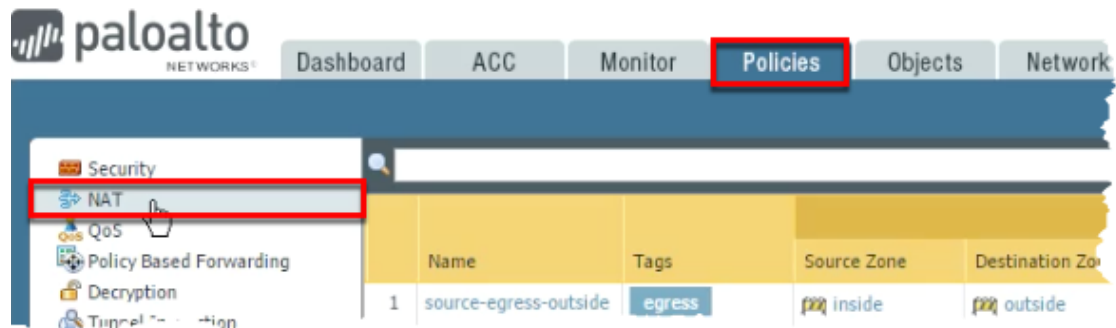 paloalto
NETWORKS®
Dashboard ACC Monitor Policies Objects Network
Security
NAT
QoS
Policy Based Forwarding
Decryption
Name Tags Source Zone Destination
1 source-egress-outside egress inside outside